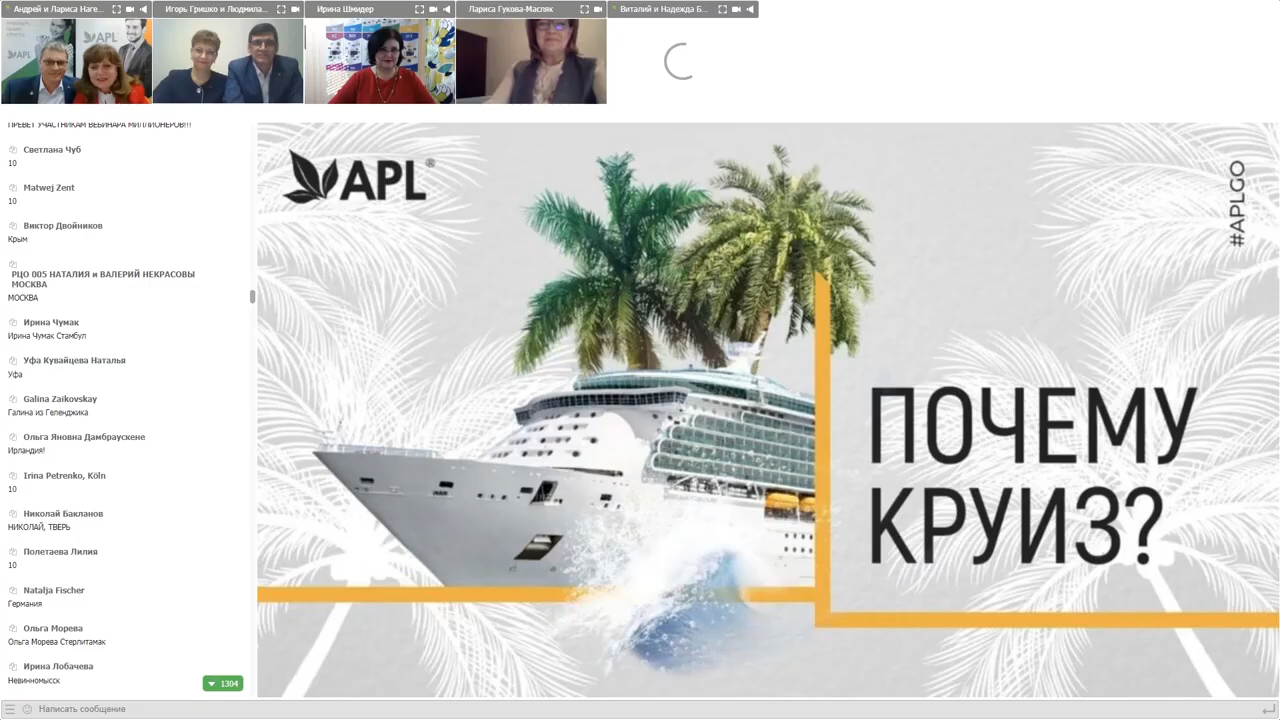 Андрей и Лариса Наге...
Игорь Гришко и Людмила...
Ирина Шмидер
Лариса Гукова-Масляк
Виталий и Надежда Б...
APL
APL
ПРЕВЕТ УЧАСТНИКАМ ВЕБИНАРА МИЛЛИОНЕРОВ!!!
Светлана Чуб
10
Matwej Zent
10
Виктор Двойников
Крым
РЦО 005 НАТАЛИЯ и ВАЛЕРИЙ НЕКРАСОВЫ
МОСКВА
МОСКВА
Ирина Чумак
Ирина Чумак Стамбул
Уфа Кувайцева Наталья
Уфа
Galina Zaikovskay
Галина из Геленджика
Ольга Яновна Дамбраускене
Ирландия!
Irina Petrenko, Köln
10
Николай Бакланов
НИКОЛАЙ, ТВЕРЬ
Полетаева Лилия
10
Natalja Fischer
Германия
Ольга Морева
Ольга Морева Стерлитамак
Ирина Лобачева
Невинномысск
1304
Написать сообщение
APL®
#APLGO
ПОЧЕМУ
КРУИЗ?